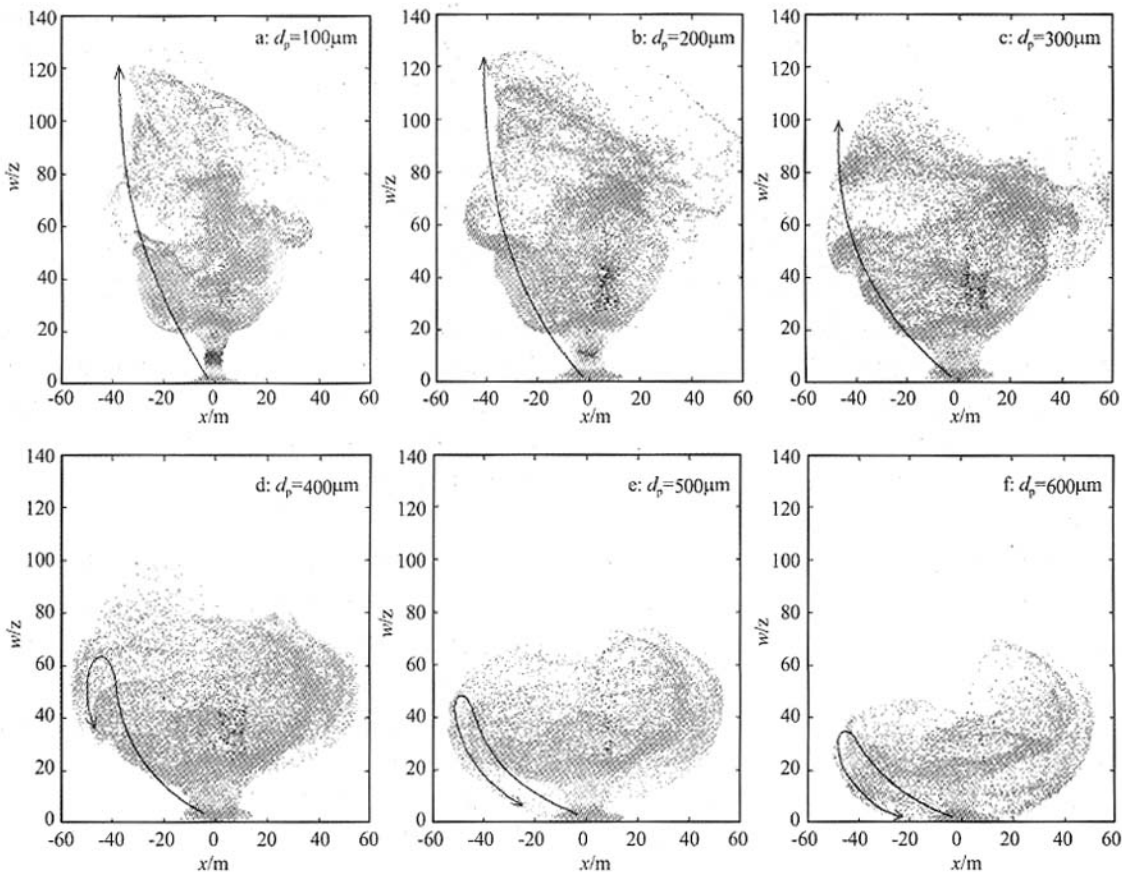 a: dp=100μm
b: dp=200μm
c: dp=300μm
140 120 100 80 60 40 20 0
w/z
-60 -40 -20 0 20 40 60
x/m
140 120 100 80 60 40 20 0
w/z
-60 -40 -20 0 20 40 60
x/m
140 120 100 80 60 40 20 0
w/z
-60 -40 -20 0 20 40 60
x/m
d: dp=400μm
e: dp=500μm
f: dp=600μm
140 120 100 80 60 40 20 0
w/z
-60 -40 -20 0 20 40 60
x/m
140 120 100 80 60 40 20 0
w/z
-60 -40 -20 0 20 40 60
x/m
140 120 100 80 60 40 20 0
w/z
-60 -40 -20 0 20 40 60
x/m